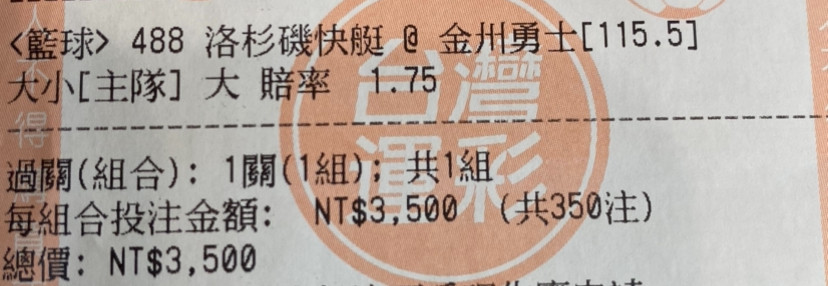 <籃球> 488 洛杉磯快艇 @ 金州勇士[115.5]
大小[主隊] 大 賠率 1.75
過關(組合): 1關(1組); 共1組
每組合投注金額: NT$3,500 (共350注)
總價: NT$3,500
台灣
運彩